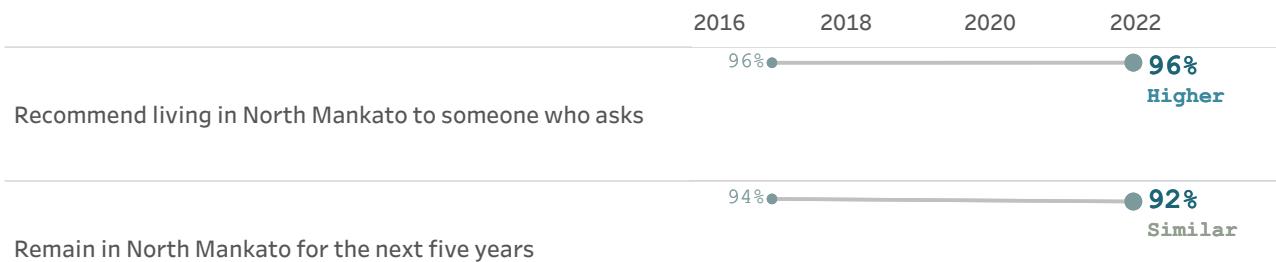 2016 2018 2020 2022
96% 96%
Higher
Recommend living in North Mankato to someone who asks
94% 92%
Similar
Remain in North Mankato for the next five years